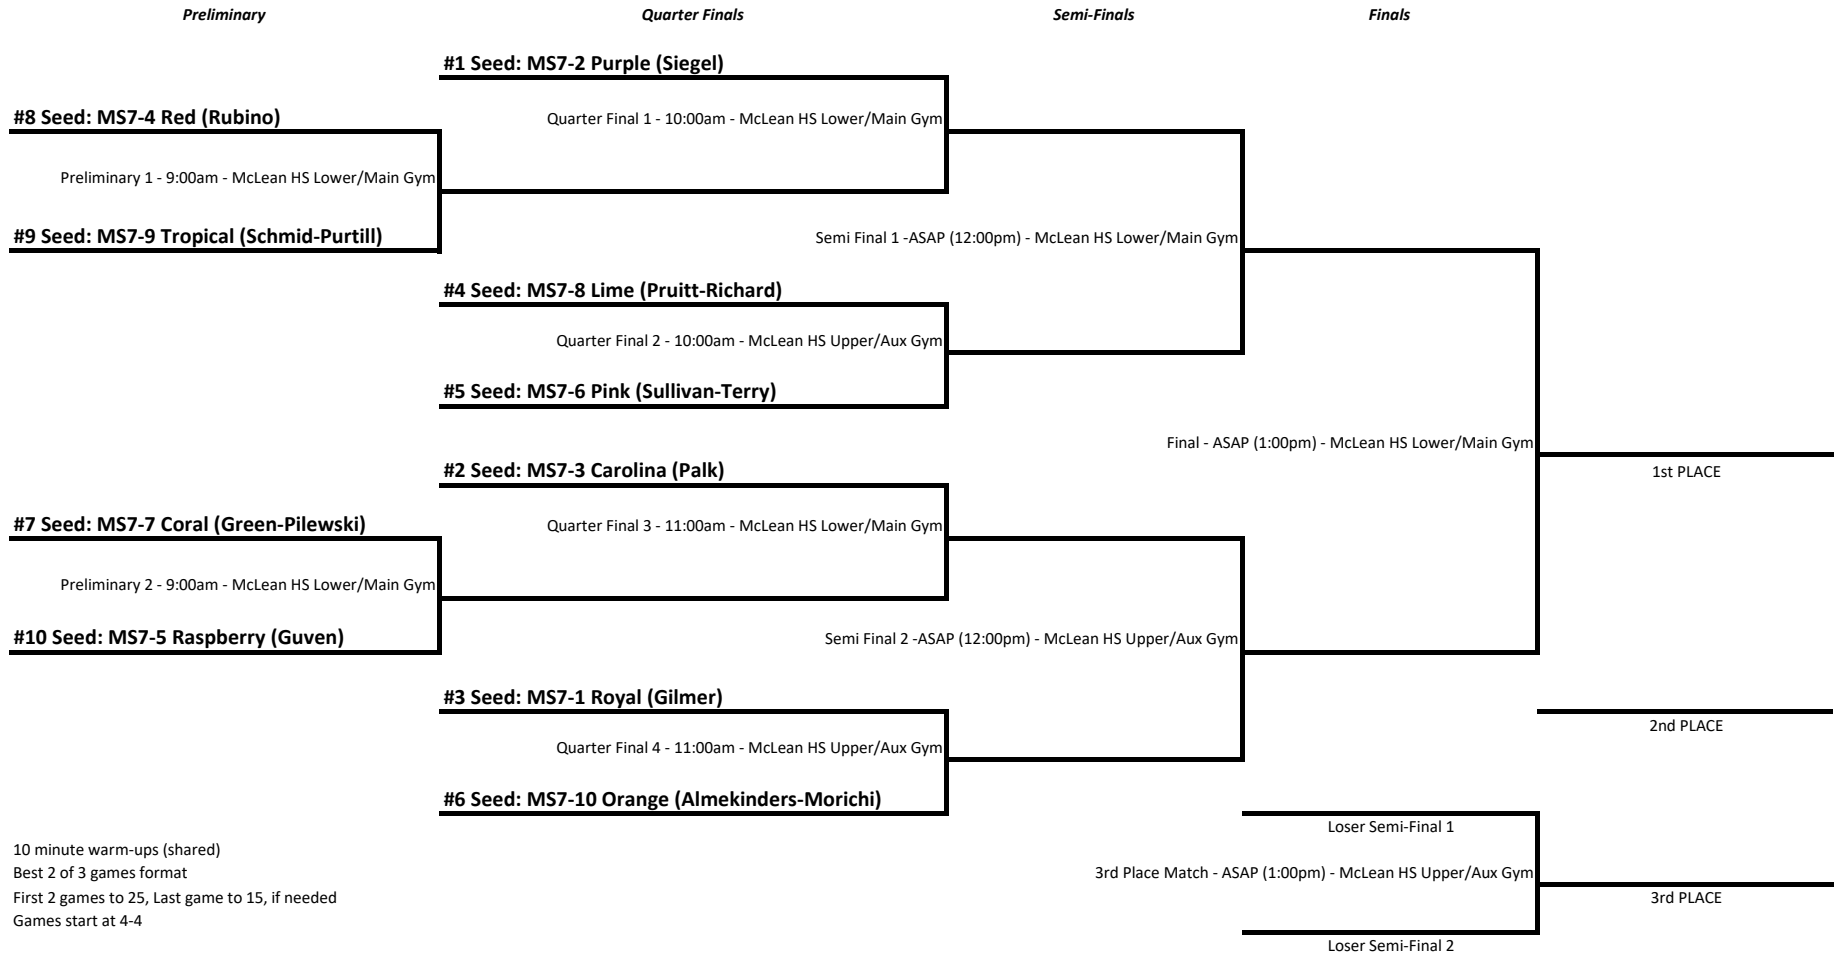 Preliminary
Quarter Finals
Semi-Finals
Finals
#1 Seed: MS7-2 Purple (Siegel)
#8 Seed: MS7-4 Red (Rubino)
Quarter Final 1 - 10:00am - McLean HS Lower/Main Gym
Preliminary 1 - 9:00am - McLean HS Lower/Main Gym
#9 Seed: MS7-9 Tropical (Schmid-Purtill)
Semi Final 1 -ASAP (12:00pm) - McLean HS Lower/Main Gym
#4 Seed: MS7-8 Lime (Pruitt-Richard)
Quarter Final 2 - 10:00am - McLean HS Upper/Aux Gym
#5 Seed: MS7-6 Pink (Sullivan-Terry)
Final - ASAP (1:00pm) - McLean HS Lower/Main Gym
#2 Seed: MS7-3 Carolina (Palk)
1st PLACE
#7 Seed: MS7-7 Coral (Green-Pilewski)
Quarter Final 3 - 11:00am - McLean HS Lower/Main Gym
Preliminary 2 - 9:00am - McLean HS Lower/Main Gym
#10 Seed: MS7-5 Raspberry (Guven)
Semi Final 2 -ASAP (12:00pm) - McLean HS Upper/Aux Gym
#3 Seed: MS7-1 Royal (Gilmer)
2nd PLACE
Quarter Final 4 - 11:00am - McLean HS Upper/Aux Gym
#6 Seed: MS7-10 Orange (Almekinders-Morichi)
Loser Semi-Final 1
10 minute warm-ups (shared)
Best 2 of 3 games format
3rd Place Match - ASAP (1:00pm) - McLean HS Upper/Aux Gym
First 2 games to 25, Last game to 15, if needed
3rd PLACE
Games start at 4-4
Loser Semi-Final 2